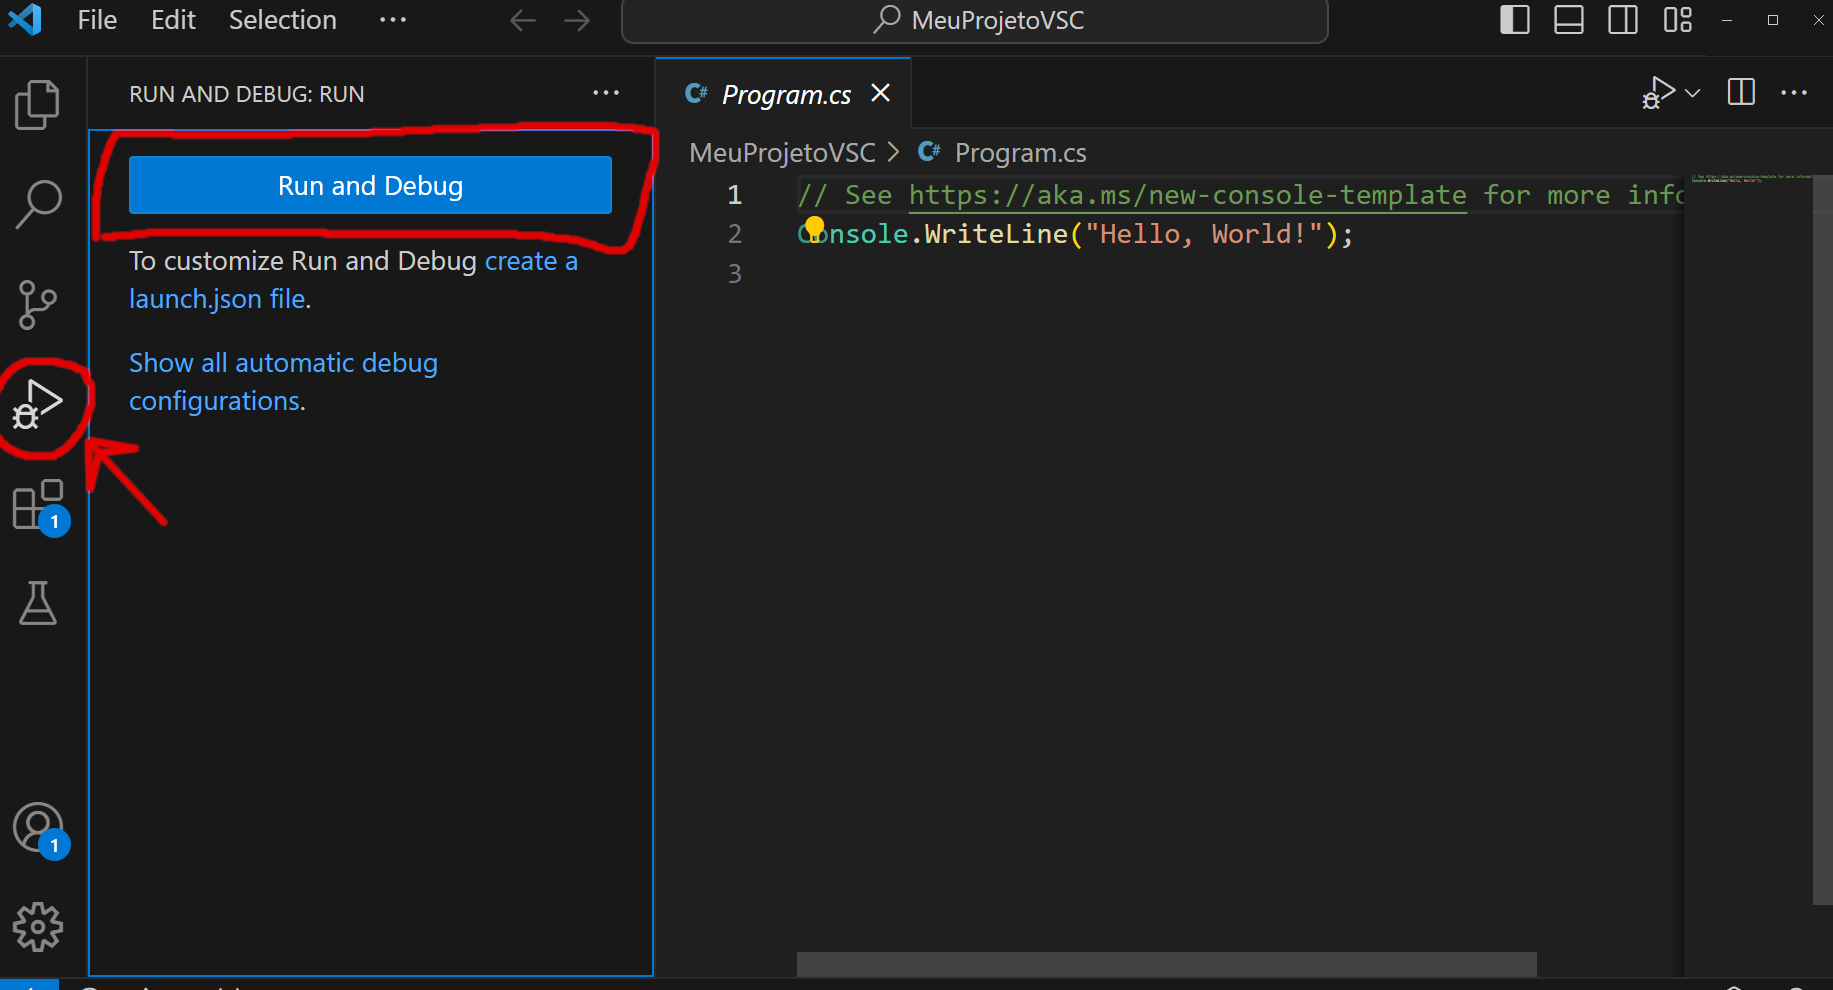 File Edit Selection ···
MeuProjetoVSC
RUN AND DEBUG: RUN ···
Run and Debug
To customize Run and Debug create a
launch.json file.
Show all automatic debug
configurations.
1
1
C# Program.cs
MeuProjetoVSC > C# Program.cs
1 // See https://aka.ms/new-console-template for more info
2 Console.WriteLine("Hello, World!");
3